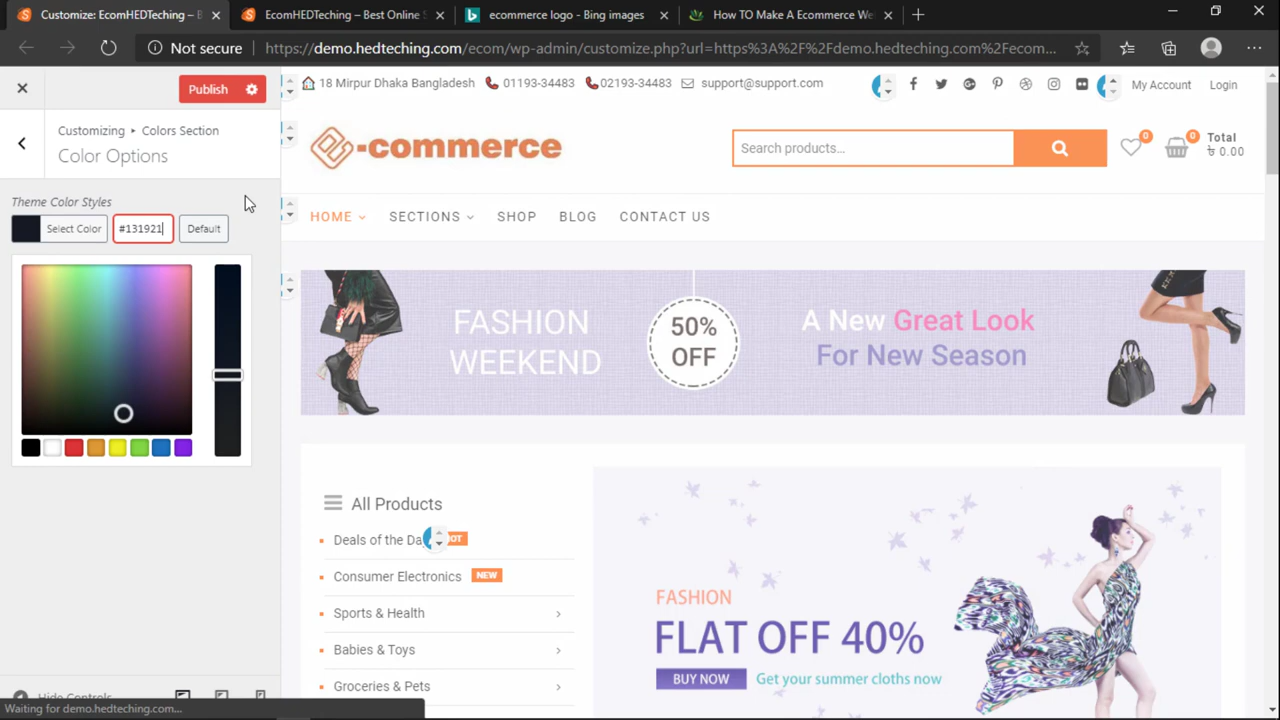 Customize: EcomHEDTeching – B
EcomHEDTeching – Best Online S
ecommerce logo - Bing images
How TO Make A Ecommerce We
Not secure
https://demo.hedteching.com/ecom/wp-admin/customize.php?url=https%3A%2F%2Fdemo.hedteching.com%2Fecom...
Publish
Customizing ▸ Colors Section
Color Options
Theme Color Styles
Select Color
#131921
Default
Hide Controls
Waiting for demo.hedteching.com...
18 Mirpur Dhaka Bangladesh
01193-34483
02193-34483
support@support.com
My Account
Login
-commerce
Search products…
0
0
Total
৳ 0.00
HOME
SECTIONS
SHOP
BLOG
CONTACT US
FASHION
WEEKEND
50%
OFF
A New Great Look
For New Season
All Products
Deals of the Da
Consumer Electronics
NEW
Sports & Health
Babies & Toys
Groceries & Pets
FASHION
FLAT OFF 40%
BUY NOW
Get your summer cloths now